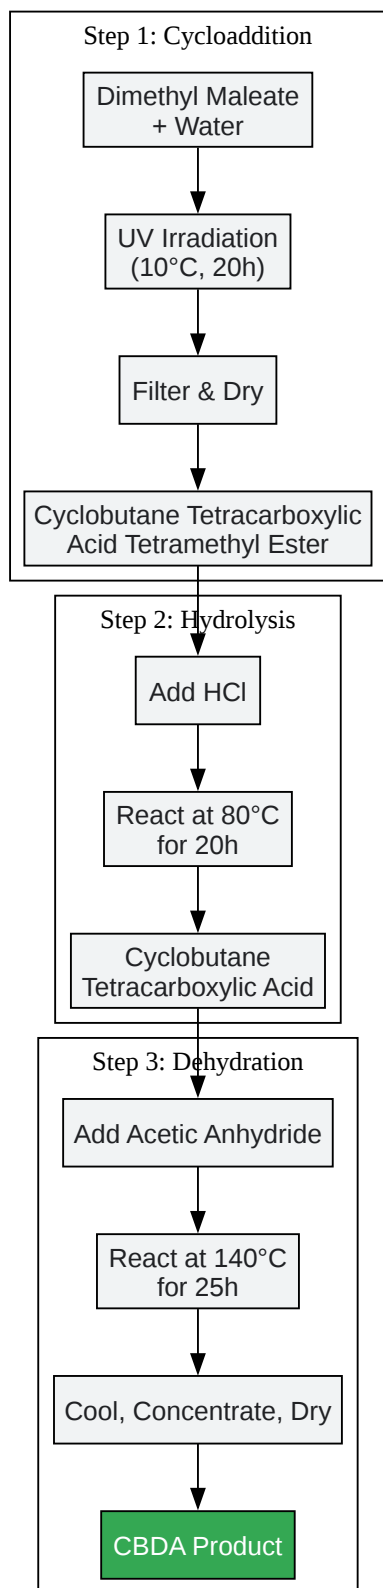 Step 1: Cycloaddition
Dimethyl Maleate
+ Water
UV Irradiation
(10°C, 20h)
Filter & Dry
Cyclobutane Tetracarboxylic
Acid Tetramethyl Ester
Step 2: Hydrolysis
Add HCl
React at 80°C
for 20h
Cyclobutane
Tetracarboxylic Acid
Step 3: Dehydration
Add Acetic Anhydride
React at 140°C
for 25h
Cool, Concentrate, Dry
CBDA Product